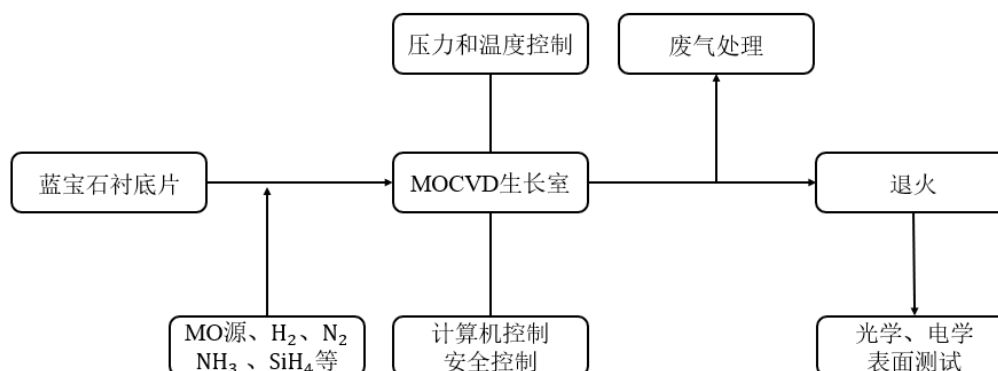 压力和温度控制
废气处理
蓝宝石衬底片
MOCVD生长室
退火
MO源、H₂、N₂
NH₃、SiH₄等
计算机控制
安全控制
光学、电学
表面测试